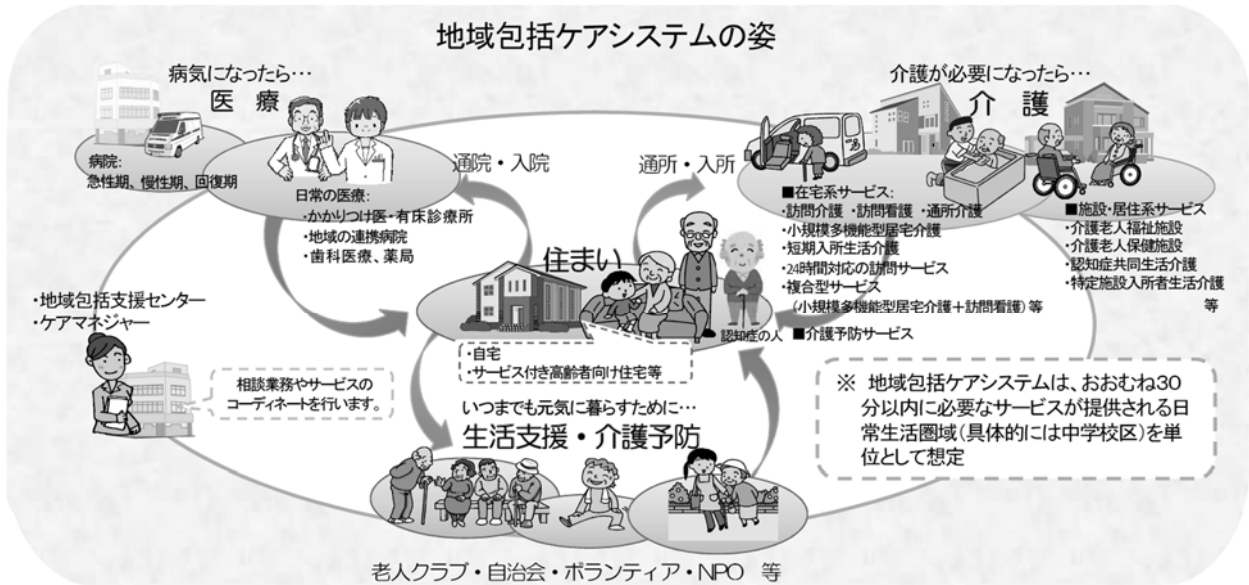 地域包括ケアシステムの姿
病気になったら…
医 療
病院:
急性期、慢性期、回復期
日常の医療:
・かかりつけ医・有床診療所
・地域の連携病院
・歯科医療、薬局
通院・入院
通所・入所
介護が必要になったら…
介 護
■在宅系サービス:
・訪問介護 ・訪問看護 ・通所介護
・小規模多機能型居宅介護
・短期入所生活介護
・24時間対応の訪問サービス
・複合型サービス
（小規模多機能型居宅介護＋訪問看護）等
■介護予防サービス
■施設・居住系サービス
・介護老人福祉施設
・介護老人保健施設
・認知症共同生活介護
・特定施設入所者生活介護
等
住まい
認知症の人
・自宅
・サービス付き高齢者向け住宅等
・地域包括支援センター
・ケアマネジャー
相談業務やサービスの
コーディネートを行います。
いつまでも元気に暮らすために…
生活支援・介護予防
老人クラブ・自治会・ボランティア・NPO 等
※ 地域包括ケアシステムは、おおむね30
分以内に必要なサービスが提供される日
常生活圏域（具体的には中学校区）を単
位として想定